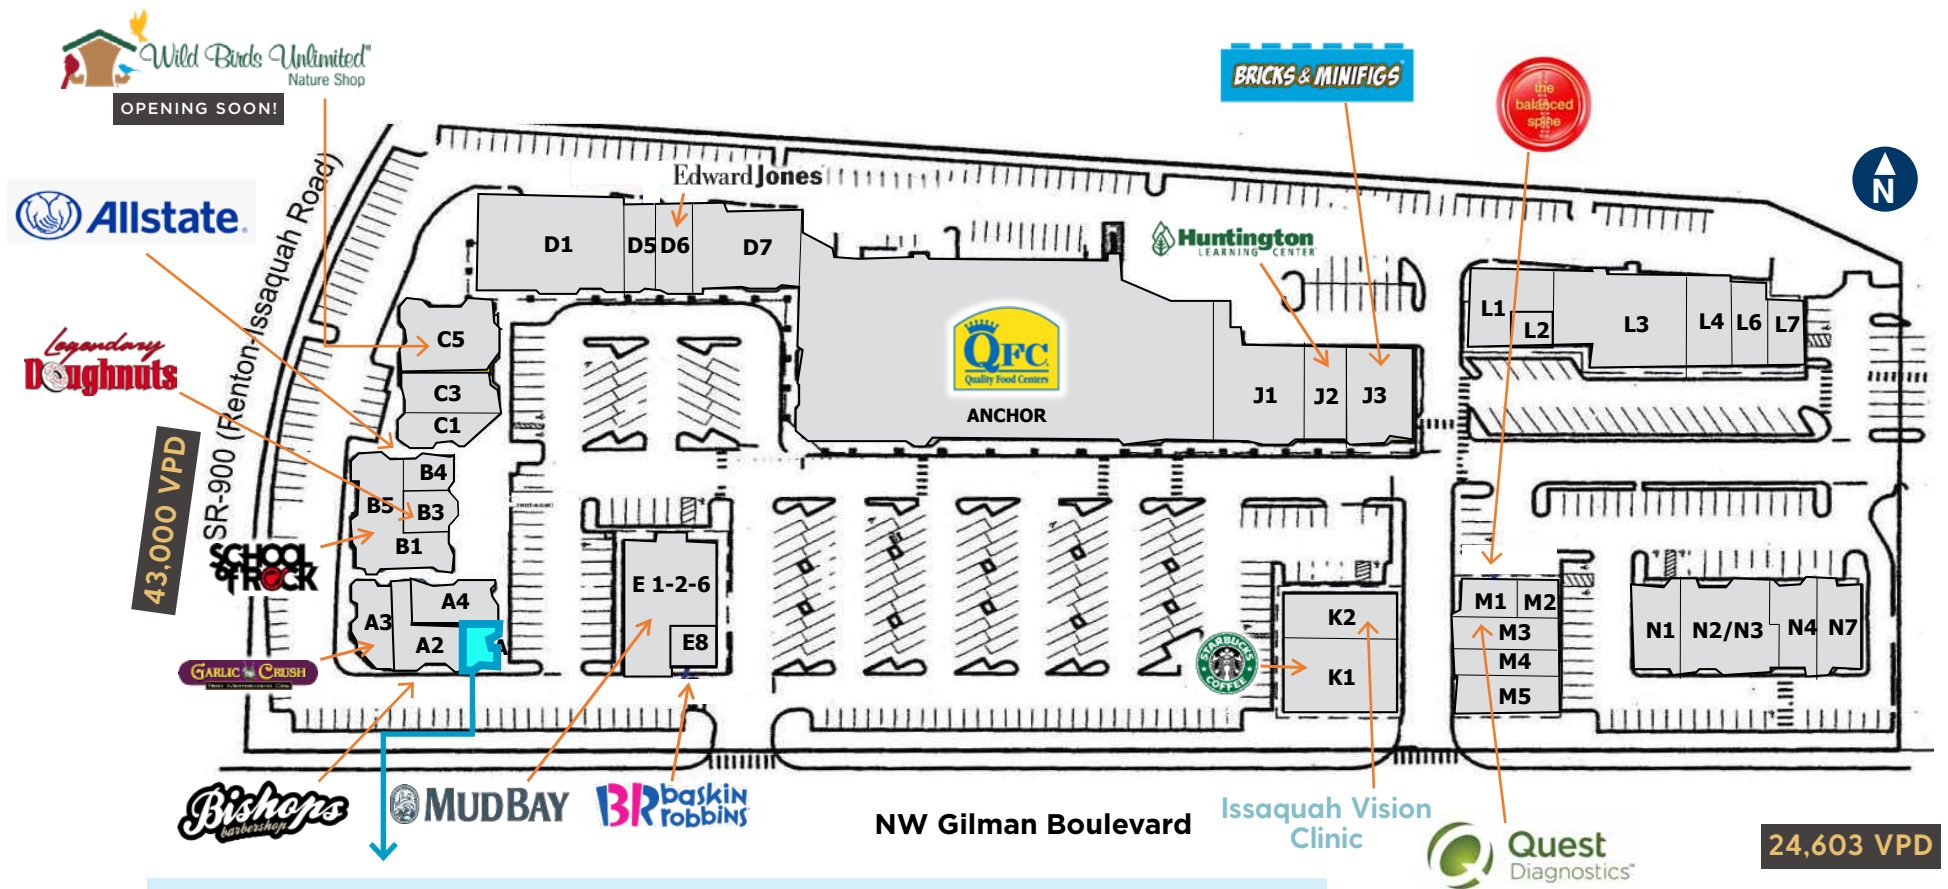 Wild Birds Unlimited
Nature Shop
OPENING SOON!
BRICKS & MINIFIGS
the
balanced
spine
N
Allstate.
Edward Jones
Huntington
LEARNING CENTER
SR-900 (Renton-Issaquah Road)
43,000 VPD
D1
D5
D6
D7
L1
L2
L3
L4
L6
L7
C5
C3
C1
QFC
Quality Food Centers
ANCHOR
J1
J2
J3
Legendary
Doughnuts
B4
B5
B3
B1
SCHOOL
of ROCK
E 1-2-6
E8
A4
A3
A2
A
K2
K1
STARBUCKS
COFFEE
M1
M2
M3
M4
M5
N1
N2/N3
N4
N7
GARLIC CRUSH
Bishops
barbershop
MUD BAY
BR baskin
robbins
NW Gilman Boulevard
Issaquah Vision
Clinic
Quest
Diagnostics™
24,603 VPD